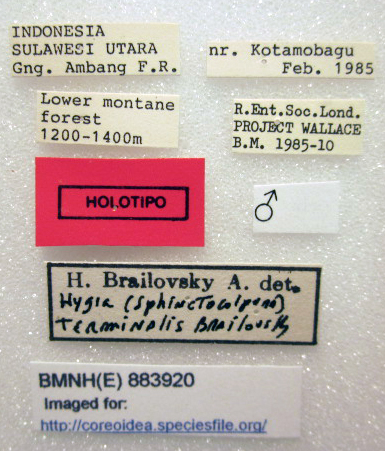 INDONESIA
SULAWESI UTARA
Gng. Ambang F.R.
nr. Kotamobagu
Feb. 1985
Lower montane
forest
1200-1400m
R.Ent.Soc.Lond.
PROJECT WALLACE
B.M. 1985-10
HOLOTIPO
♂
H. Brailovsky A. det.
Hygia (Sphinctocolpura)
terminalis Brailovsky
BMNH(E) 883920
Imaged for:
http://coreoidea.speciesfile.org/